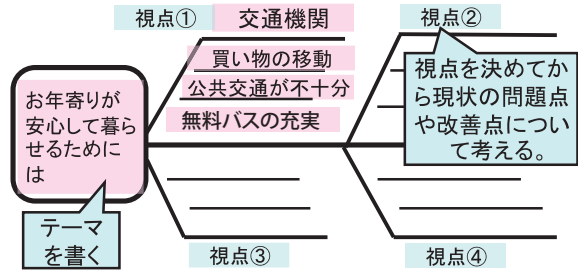 視点①
交通機関
買い物の移動
公共交通が不十分
無料バスの充実
視点②
視点を決めてか
ら現状の問題点
や改善点につい
て考える。
お年寄りが
安心して暮ら
せるために
は
テーマ
を書く
視点③
視点④